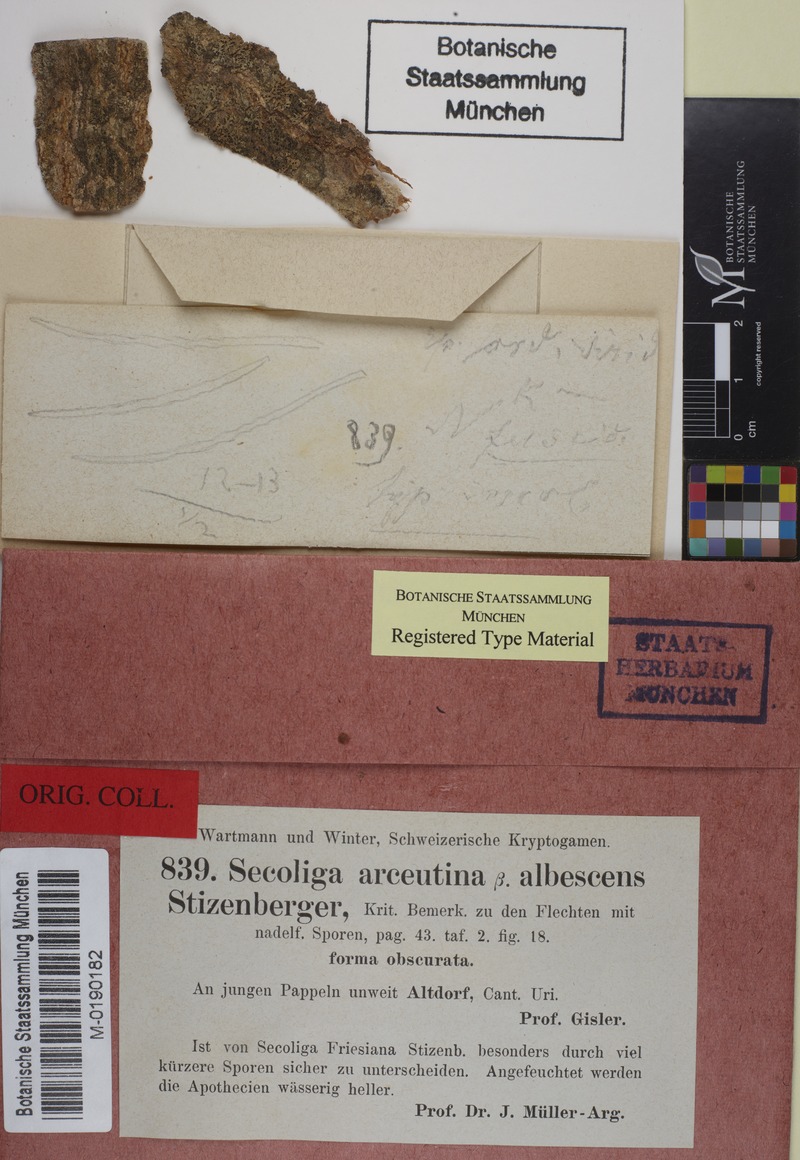 Botanische
Staatssammlung
München
BOTANISCHE
STAATSSAMMLUNG
MÜNCHEN
0 1 2
cm
copyright reserved
839.
12-13
1/2
BOTANISCHE STAATSSAMMLUNG
MÜNCHEN
Registered Type Material
STAATS-
HERBARIUM
MÜNCHEN
ORIG. COLL.
Botanische Staatssammlung München
M-0190182
Wartmann und Winter, Schweizerische Kryptogamen.
839. Secoliga arceutina β. albescens
Stizenberger, Krit. Bemerk. zu den Flechten mit
nadelf. Sporen, pag. 43. taf. 2. fig. 18.
forma obscurata.
An jungen Pappeln unweit Altdorf, Cant. Uri.
Prof. Gisler.
Ist von Secoliga Friesiana Stizenb. besonders durch viel
kürzere Sporen sicher zu unterscheiden. Angefeuchtet werden
die Apothecien wässerig heller.
Prof. Dr. J. Müller-Arg.